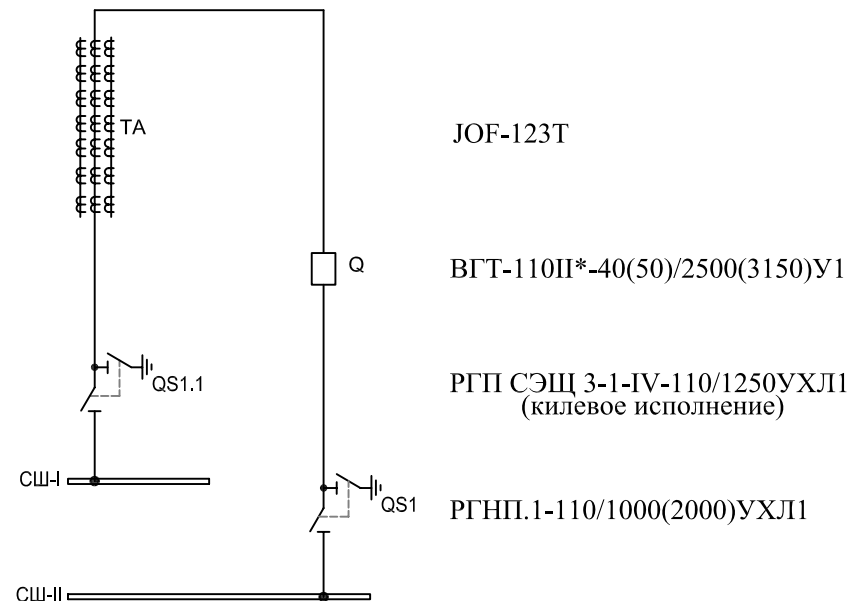 TA
JOF-123T
Q
ВГТ-110II*-40(50)/2500(3150)У1
QS1.1
РГП СЭЩ 3-1-IV-110/1250УХЛ1
(килевое исполнение)
СШ-I
QS1
РГНП.1-110/1000(2000)УХЛ1
СШ-II